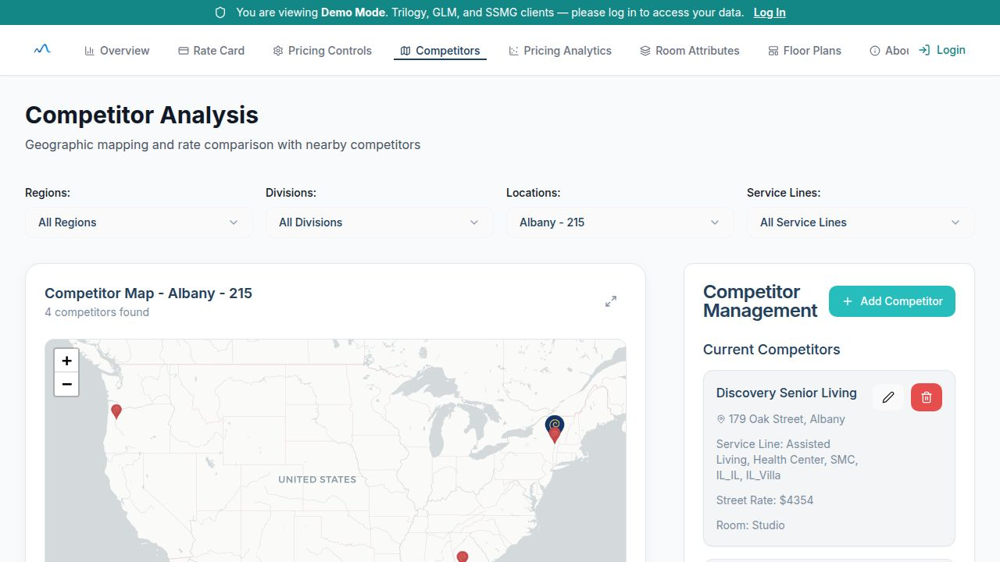 You are viewing Demo Mode. Trilogy, GLM, and SSMG clients — please log in to access your data. Log In
Overview Rate Card Pricing Controls Competitors Pricing Analytics Room Attributes Floor Plans Login
Competitor Analysis
Geographic mapping and rate comparison with nearby competitors
Regions: Divisions: Locations: Service Lines:
All Regions All Divisions Albany - 215 All Service Lines
Competitor Map - Albany - 215
4 competitors found
+
−
UNITED STATES
Competitor
Management
Add Competitor
Current Competitors
Discovery Senior Living
179 Oak Street, Albany
Service Line: Assisted
Living, Health Center, SMC,
IL_IL, IL_Villa
Street Rate: $4354
Room: Studio